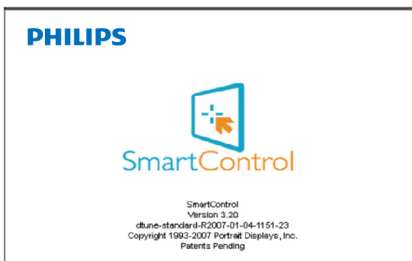 PHILIPS
SmartControl
SmartControl
Version 3.20
dtune-standard-R2007-01-04-1151-23
Copyright 1993-2007 Portrait Displays, Inc.
Patents Pending